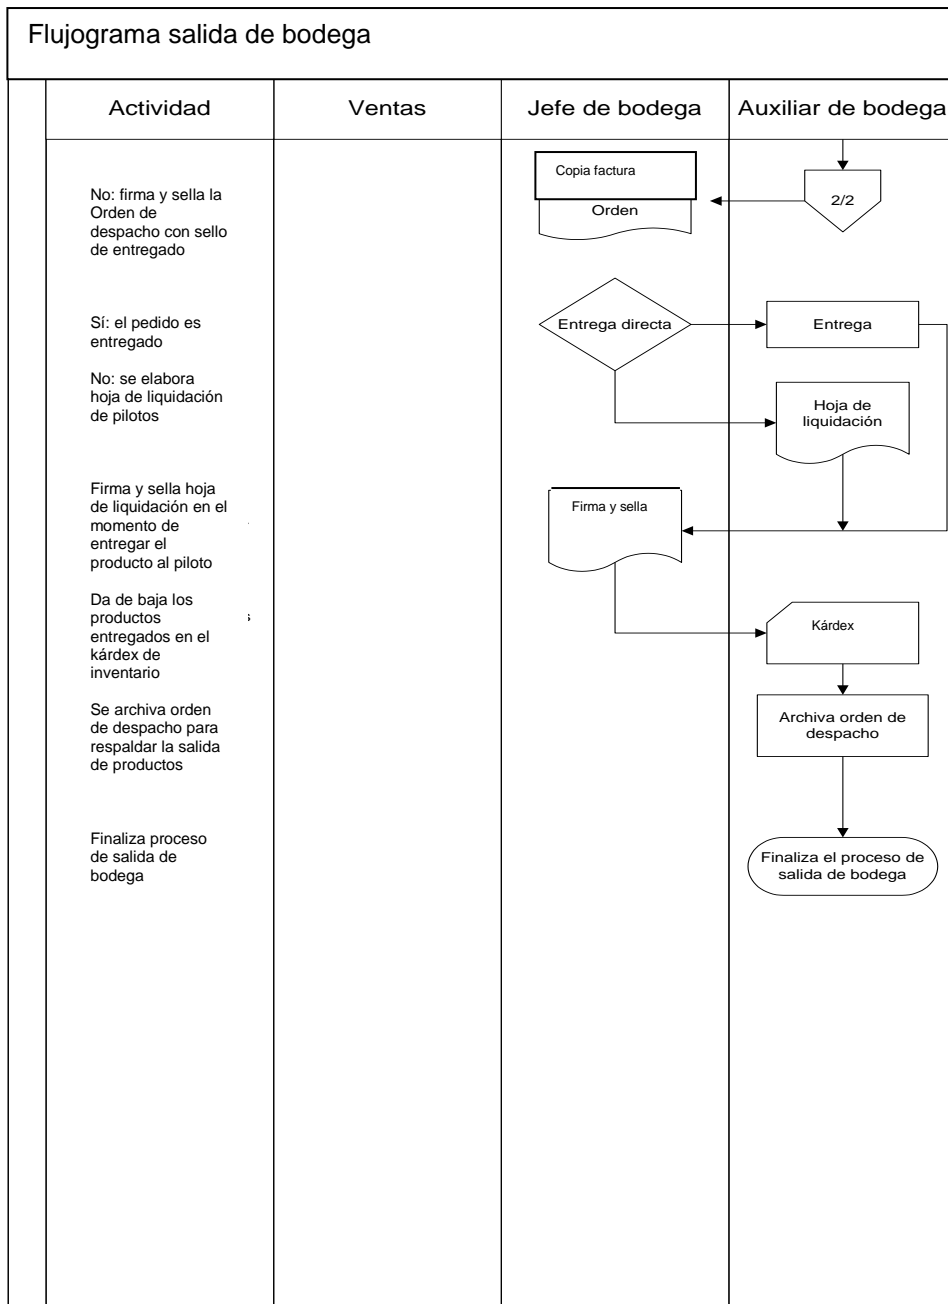 Flujograma salida de bodega
Actividad
Ventas
Jefe de bodega
Auxiliar de bodega
No: firma y sella la
Orden de
despacho con sello
de entregado
Copia factura
Orden
2/2
Sí: el pedido es
entregado
Entrega directa
Entrega
No: se elabora
hoja de liquidación
de pilotos
Hoja de
liquidación
Firma y sella hoja
de liquidación en el
momento de
entregar el
producto al piloto
Firma y sella
Da de baja los
productos
entregados en el
kárdex de
inventario
Kárdex
Se archiva orden
de despacho para
respaldar la salida
de productos
Archiva orden de
despacho
Finaliza proceso
de salida de
bodega
Finaliza el proceso de
salida de bodega